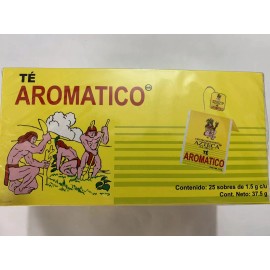 TÉ
AROMATICO
AZTECA
TÉ
AROMATICO
Contenido: 25 sobres de 1.5 g c/u
Cont. Neto: 37.5 g